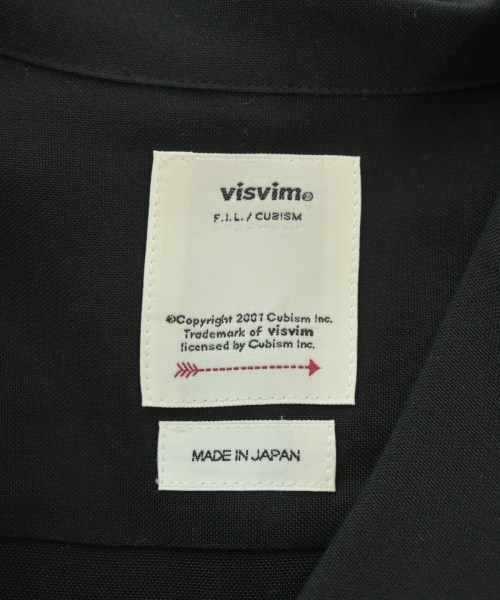 visvim®
F.I.L. / CUBISM
©Copyright 2001 Cubism Inc.
Trademark of visvim
licensed by Cubism Inc.
MADE IN JAPAN